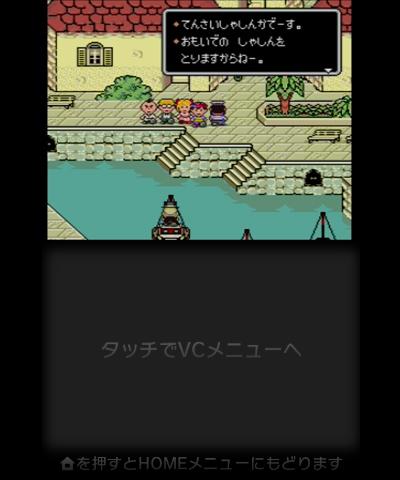 ◆てんさいしゃしんかでーす。
◆おもいでの しゃしんを
とりますからねー。
タッチでVCメニューへ
を押すとHOMEメニューにもどります